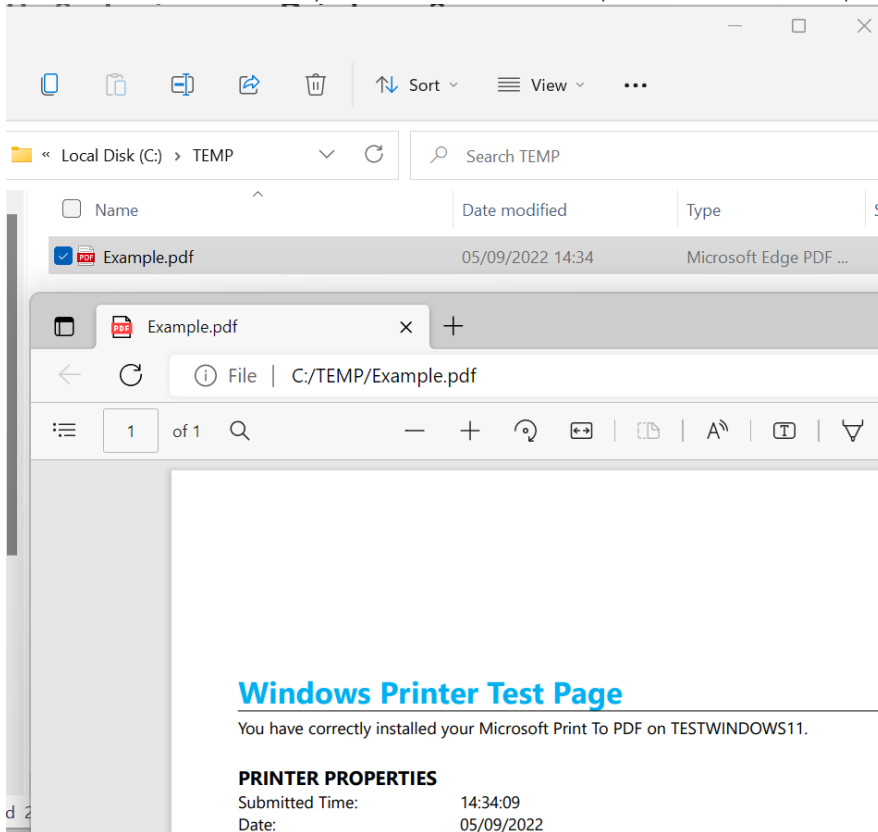 Sort
View
« Local Disk (C:) > TEMP
Search TEMP
Name
Date modified
Type
Example.pdf
05/09/2022 14:34
Microsoft Edge PDF ...
Example.pdf
File | C:/TEMP/Example.pdf
1 of 1
Windows Printer Test Page
You have correctly installed your Microsoft Print To PDF on TESTWINDOWS11.
PRINTER PROPERTIES
Submitted Time: 14:34:09
Date: 05/09/2022